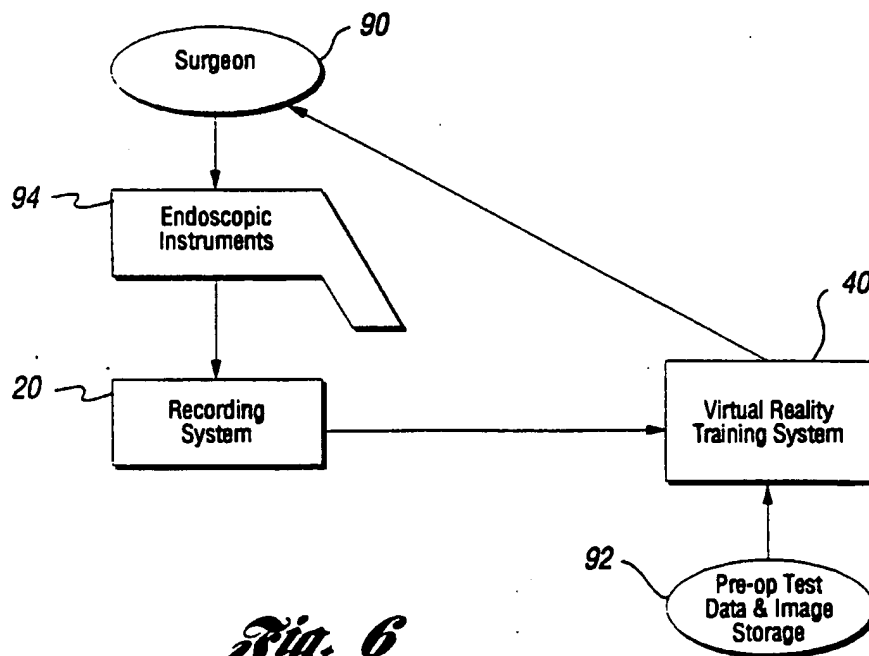 90
Surgeon
94
Endoscopic
Instruments
40
20
Recording
System
Virtual Reality
Training System
92
Pre-op Test
Data & Image
Storage
Fig. 6